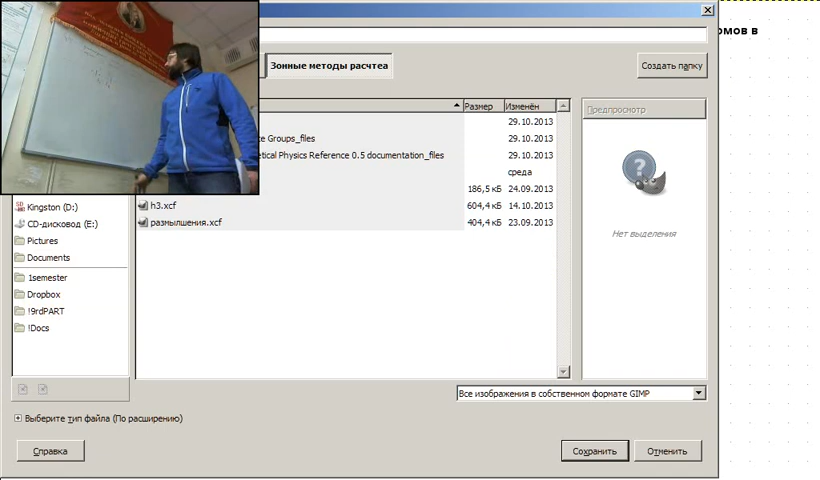 омов в
Зонные методы расчтеа
Создать папку
Размер
Изменён
Предпросмотр
29.10.2013
e Groups_files
29.10.2013
etical Physics Reference 0.5 documentation_files
29.10.2013
среда
186,5 кБ
24.09.2013
Kingston (D:)
h3.xcf
604,4 кБ
14.10.2013
CD-дисковод (E:)
размылшения.xcf
404,4 кБ
23.09.2013
Нет выделения
Pictures
Documents
1semester
Dropbox
!9rdPART
!Docs
Все изображения в собственном формате GIMP
Выберите тип файла (По расширению)
Справка
Сохранить
Отменить